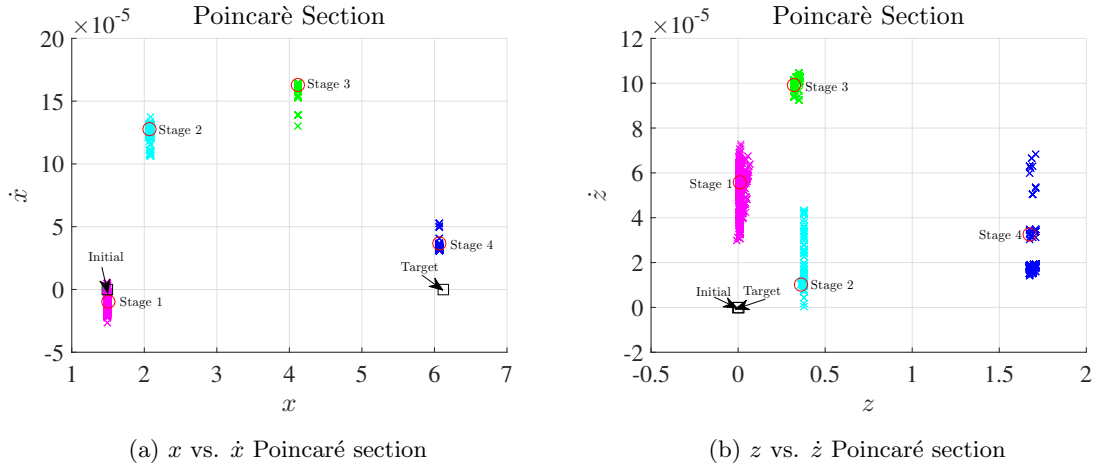 Poincarè Section
×10⁻⁵
20
15
10
5
0
-5
ẋ
Stage 3
Stage 2
Stage 4
Initial
Target
Stage 1
1 2 3 4 5 6 7
x
(a) x vs. ẋ Poincaré section
Poincarè Section
×10⁻⁵
12
10
8
6
4
2
0
-2
ż
Stage 3
Stage 1
Stage 4
Stage 2
Initial
Target
-0.5 0 0.5 1 1.5 2
z
(b) z vs. ż Poincaré section